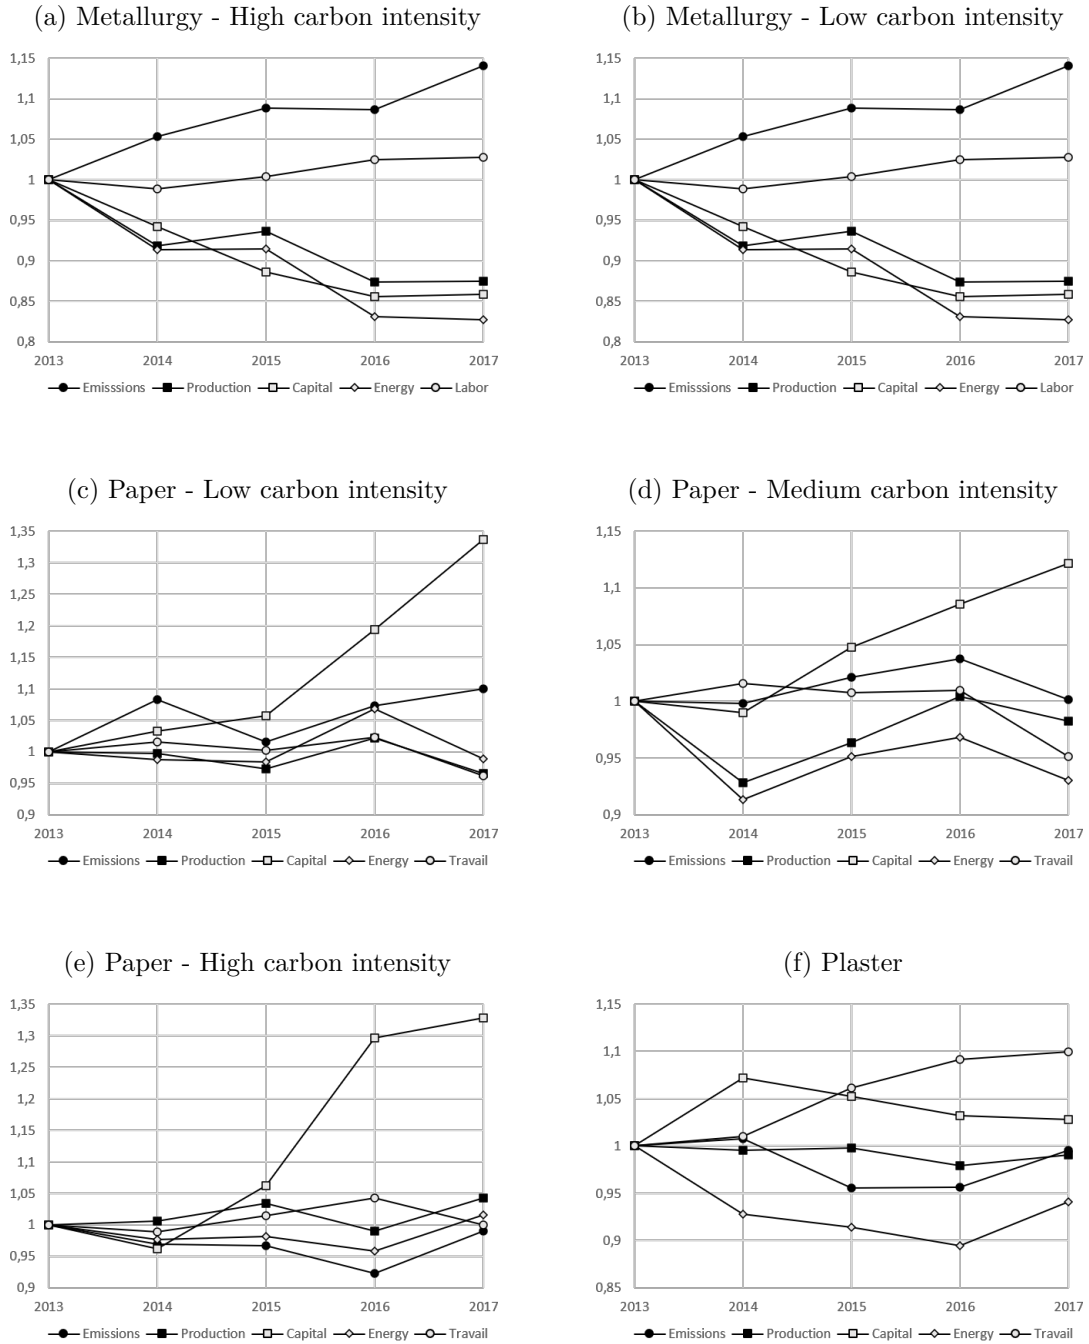 (a) Metallurgy - High carbon intensity
1,15
1,1
1,05
1
0,95
0,9
0,85
0,8
2013 2014 2015 2016 2017
Emisssions Production Capital Energy Labor
(b) Metallurgy - Low carbon intensity
1,15
1,1
1,05
1
0,95
0,9
0,85
0,8
2013 2014 2015 2016 2017
Emisssions Production Capital Energy Labor
(c) Paper - Low carbon intensity
1,35
1,3
1,25
1,2
1,15
1,1
1,05
1
0,95
0,9
2013 2014 2015 2016 2017
Emissions Production Capital Energy Travail
(d) Paper - Medium carbon intensity
1,15
1,1
1,05
1
0,95
0,9
2013 2014 2015 2016 2017
Emissions Production Capital Energy Travail
(e) Paper - High carbon intensity
1,35
1,3
1,25
1,2
1,15
1,1
1,05
1
0,95
0,9
2013 2014 2015 2016 2017
Emissions Production Capital Energy Travail
(f) Plaster
1,15
1,1
1,05
1
0,95
0,9
0,85
2013 2014 2015 2016 2017
Emissions Production Capital Energy Travail